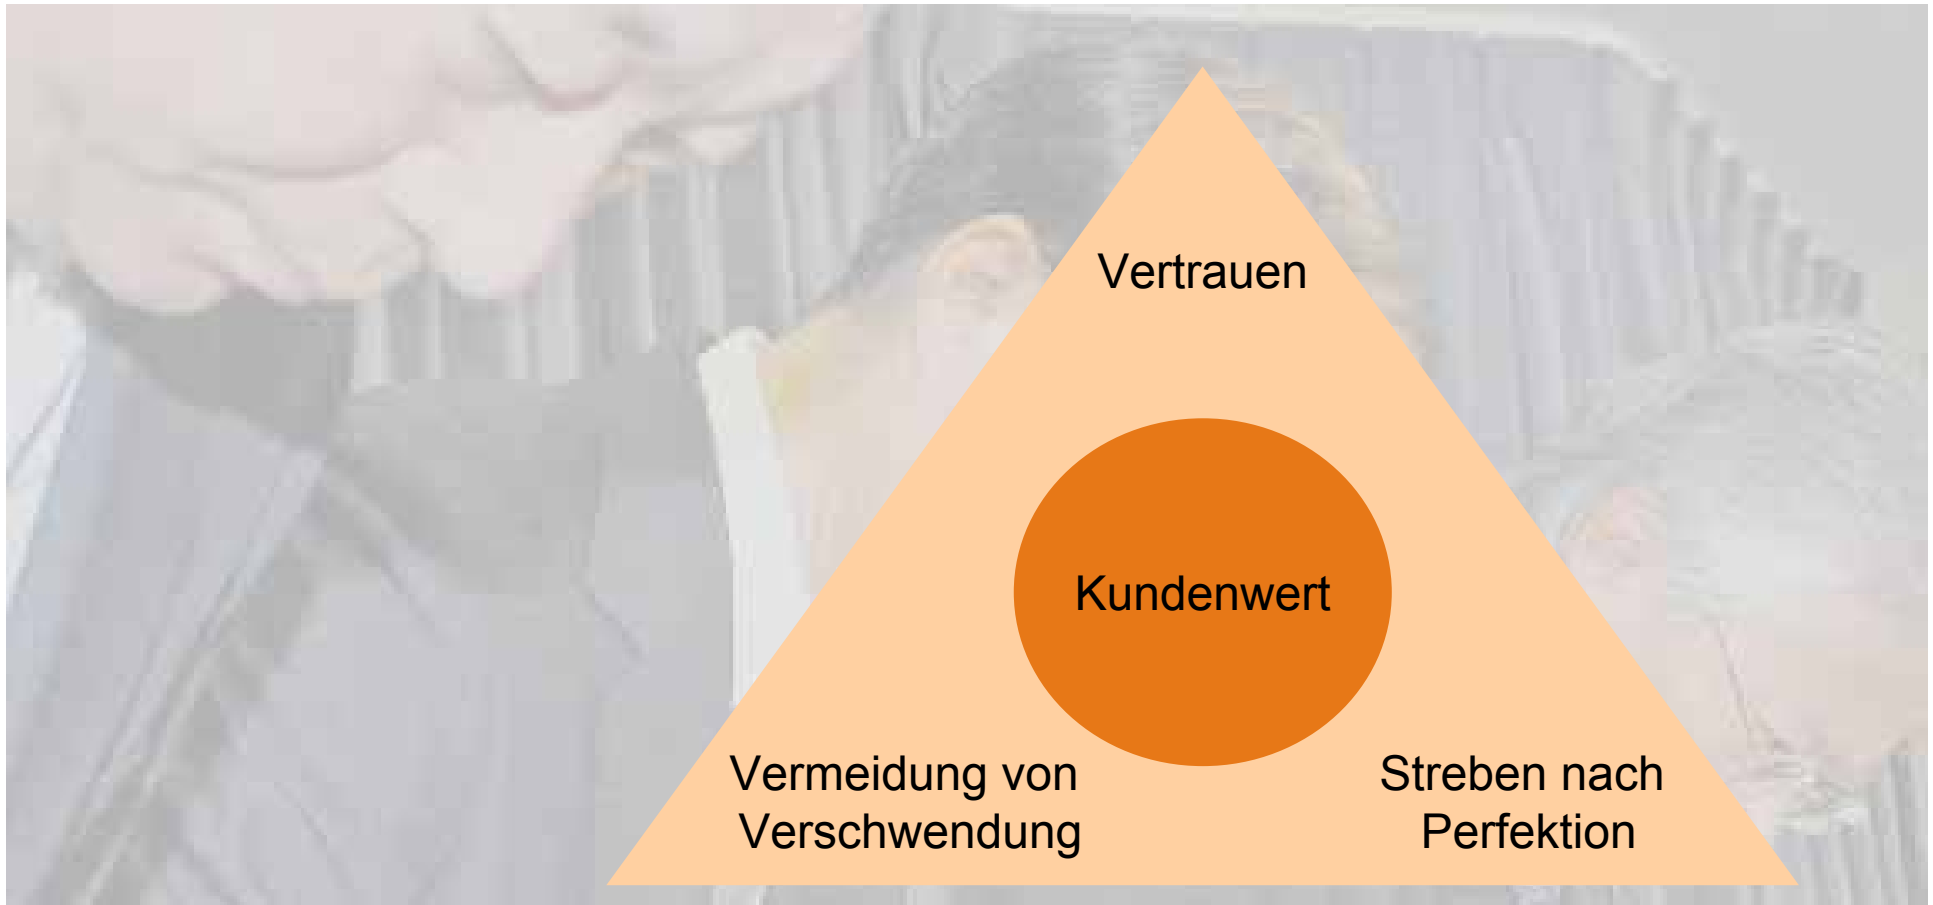 Vertrauen
Kundenwert
Vermeidung von
Verschwendung
Streben nach
Perfektion